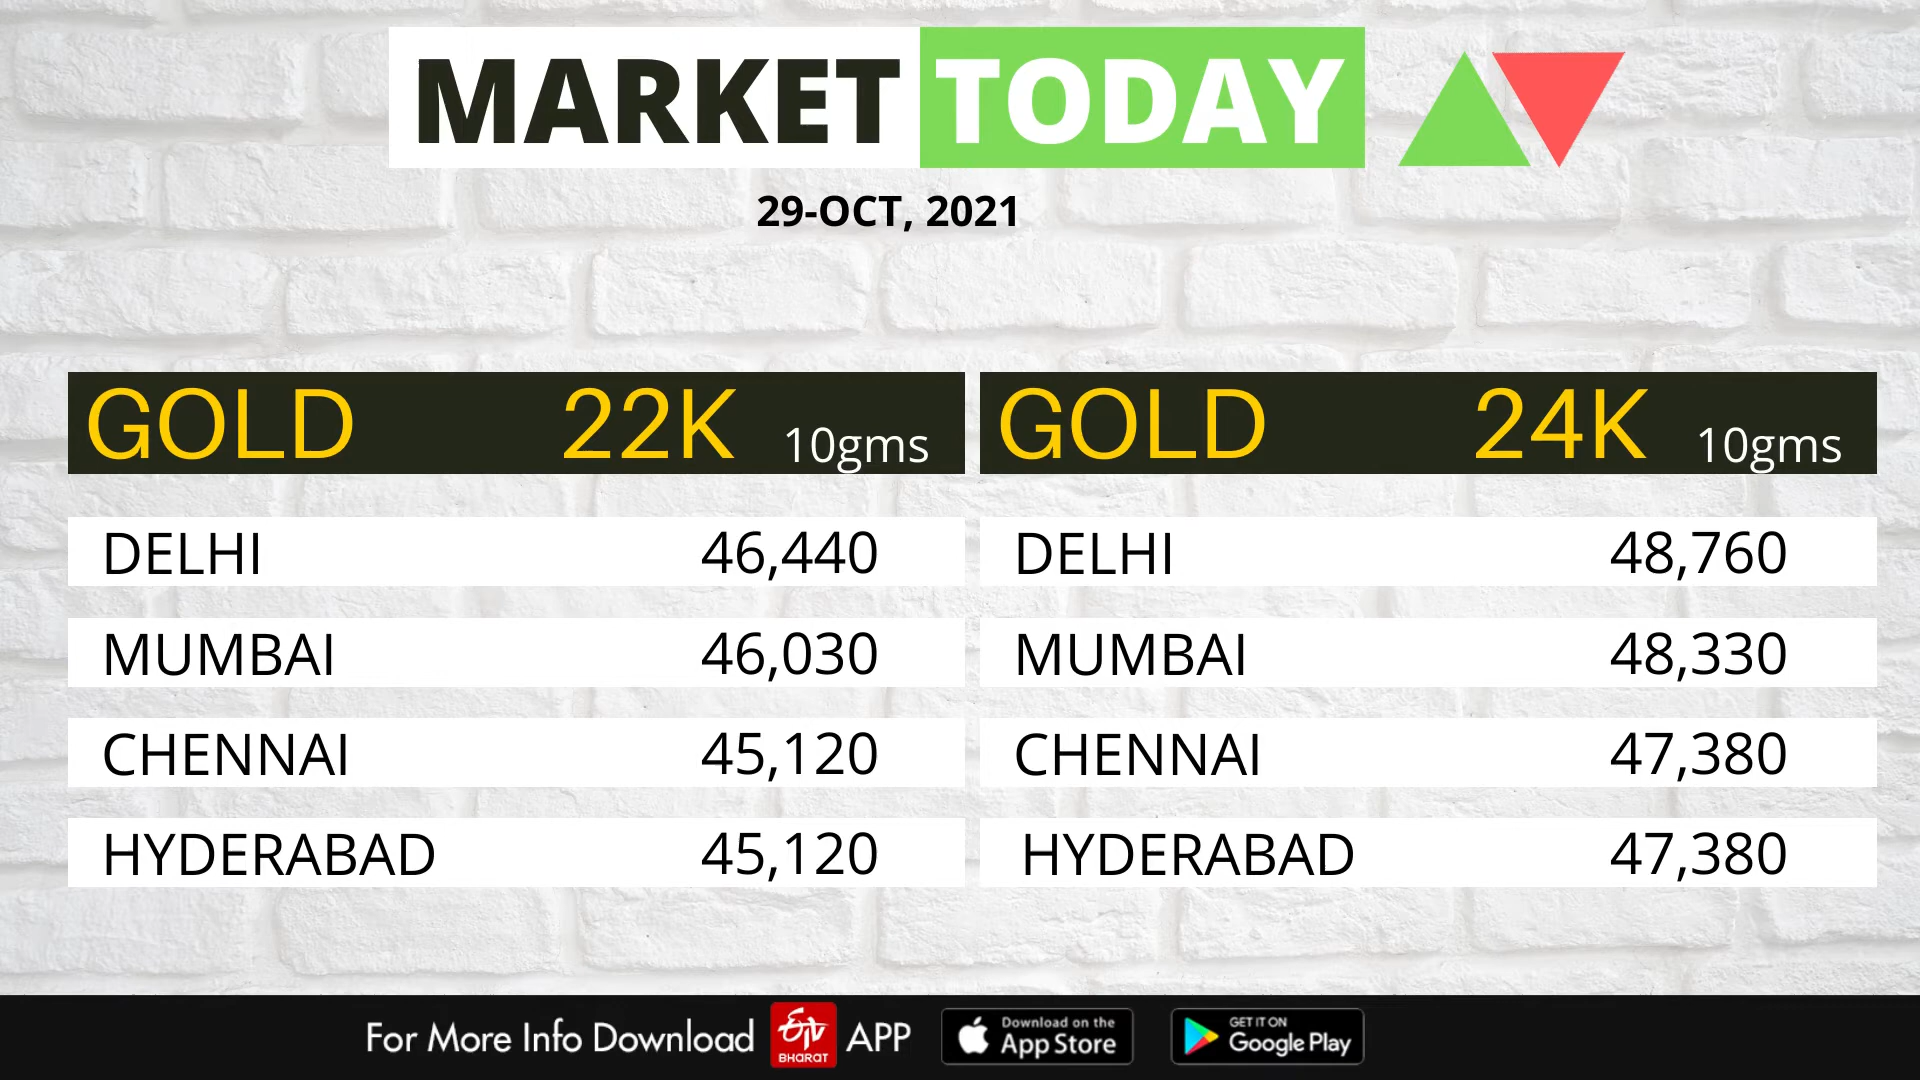 MARKET TODAY
29-OCT, 2021
GOLD 22K 10gms
DELHI 46,440
MUMBAI 46,030
CHENNAI 45,120
HYDERABAD 45,120
GOLD 24K 10gms
DELHI 48,760
MUMBAI 48,330
CHENNAI 47,380
HYDERABAD 47,380
For More Info Download ETV BHARAT APP
Download on the
App Store
GET IT ON
Google Play